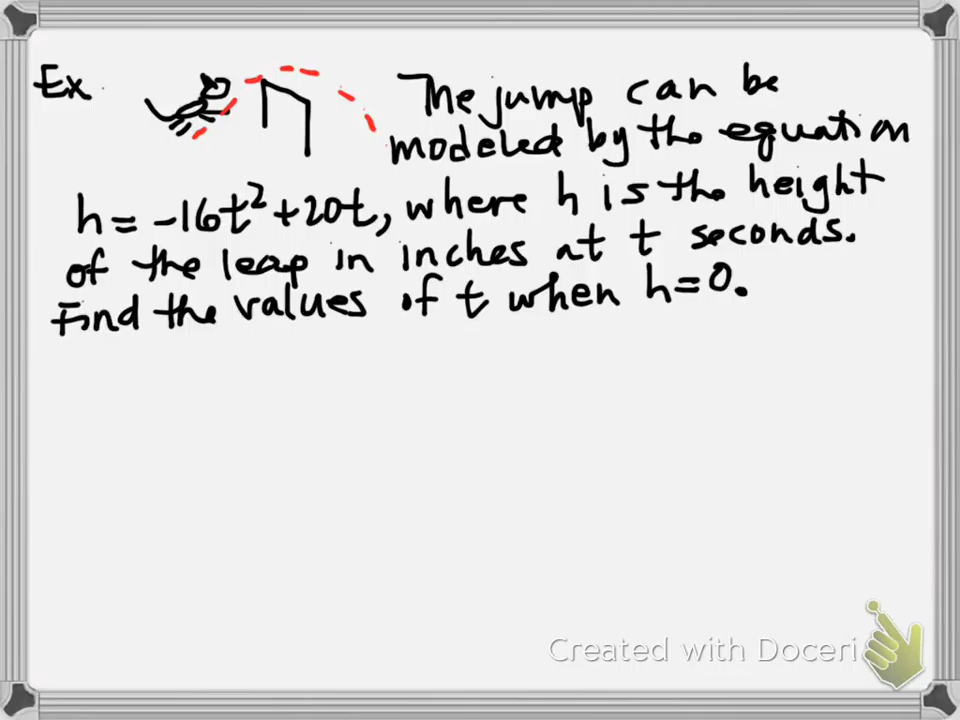 Ex
The jump can be
modeled by the equation
h = -16t² + 20t, where h is the height
of the leap in inches at t seconds.
Find the values of t when h=0.
Created with Doceri